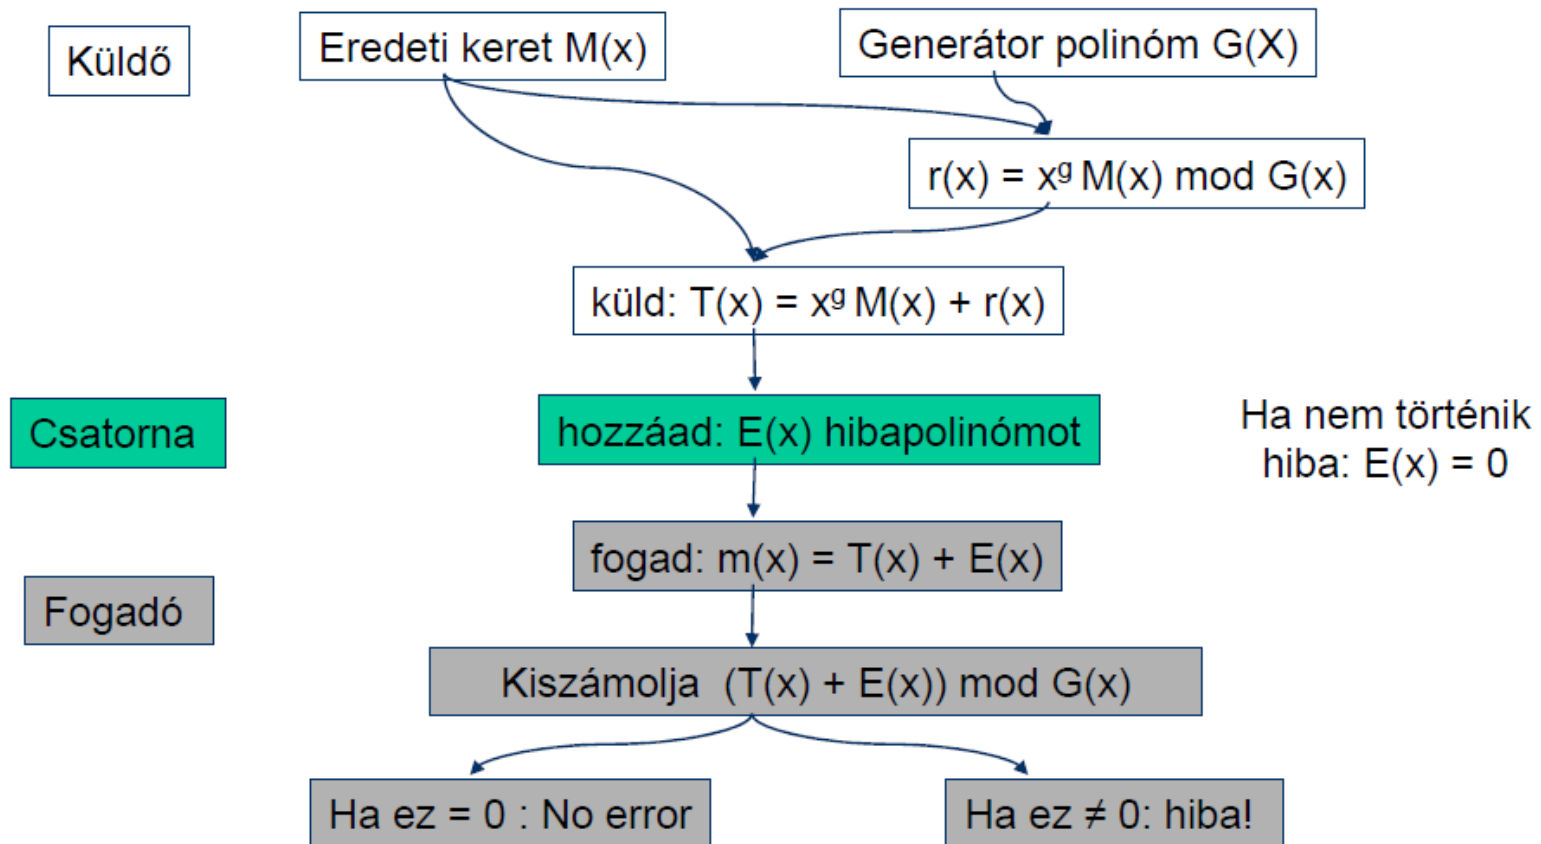 Küldő
Eredeti keret M(x)
Generátor polinóm G(X)
r(x) = xᵍ M(x) mod G(x)
küld: T(x) = xᵍ M(x) + r(x)
Csatorna
hozzáad: E(x) hibapolinómot
Ha nem történik
hiba: E(x) = 0
fogad: m(x) = T(x) + E(x)
Fogadó
Kiszámolja (T(x) + E(x)) mod G(x)
Ha ez = 0 : No error
Ha ez ≠ 0: hiba!